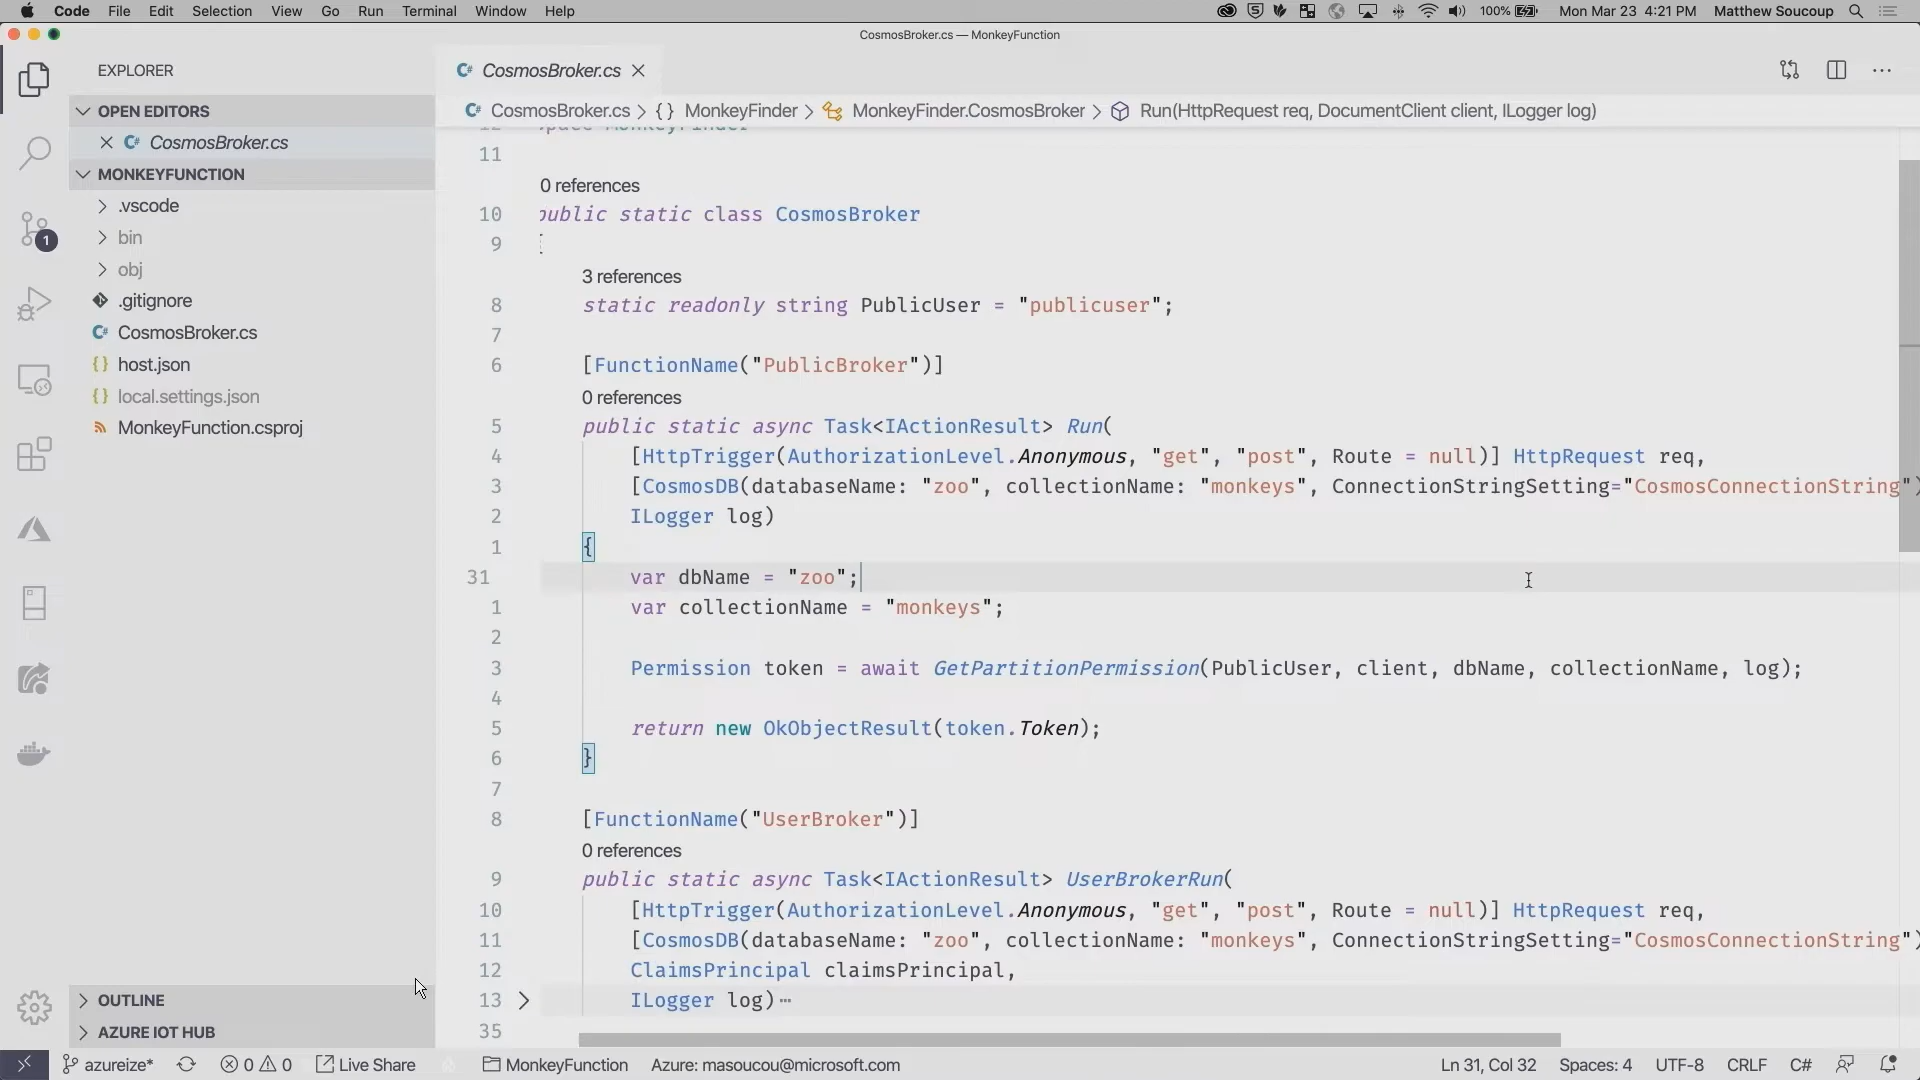 Code File Edit Selection View Go Run Terminal Window Help 100% Mon Mar 23 4:21 PM Matthew Soucoup
CosmosBroker.cs — MonkeyFunction
EXPLORER
OPEN EDITORS
CosmosBroker.cs
MONKEYFUNCTION
.vscode
bin
obj
.gitignore
CosmosBroker.cs
host.json
local.settings.json
MonkeyFunction.csproj
OUTLINE
AZURE IOT HUB
1
CosmosBroker.cs
CosmosBroker.cs > {} MonkeyFinder > MonkeyFinder.CosmosBroker > Run(HttpRequest req, DocumentClient client, ILogger log)
11
0 references
10 public static class CosmosBroker
9
3 references
8 static readonly string PublicUser = "publicuser";
7
6 [FunctionName("PublicBroker")]
0 references
5 public static async Task<IActionResult> Run(
4 [HttpTrigger(AuthorizationLevel.Anonymous, "get", "post", Route = null)] HttpRequest req,
3 [CosmosDB(databaseName: "zoo", collectionName: "monkeys", ConnectionStringSetting="CosmosConnectionString")
2 ILogger log)
1 {
31 var dbName = "zoo";
1 var collectionName = "monkeys";
2
3 Permission token = await GetPartitionPermission(PublicUser, client, dbName, collectionName, log);
4
5 return new OkObjectResult(token.Token);
6 }
7
8 [FunctionName("UserBroker")]
0 references
9 public static async Task<IActionResult> UserBrokerRun(
10 [HttpTrigger(AuthorizationLevel.Anonymous, "get", "post", Route = null)] HttpRequest req,
11 [CosmosDB(databaseName: "zoo", collectionName: "monkeys", ConnectionStringSetting="CosmosConnectionString")
12 ClaimsPrincipal claimsPrincipal,
13 ILogger log)⋯
35
azureize* 0 0 Live Share MonkeyFunction Azure: masoucou@microsoft.com Ln 31, Col 32 Spaces: 4 UTF-8 CRLF C#